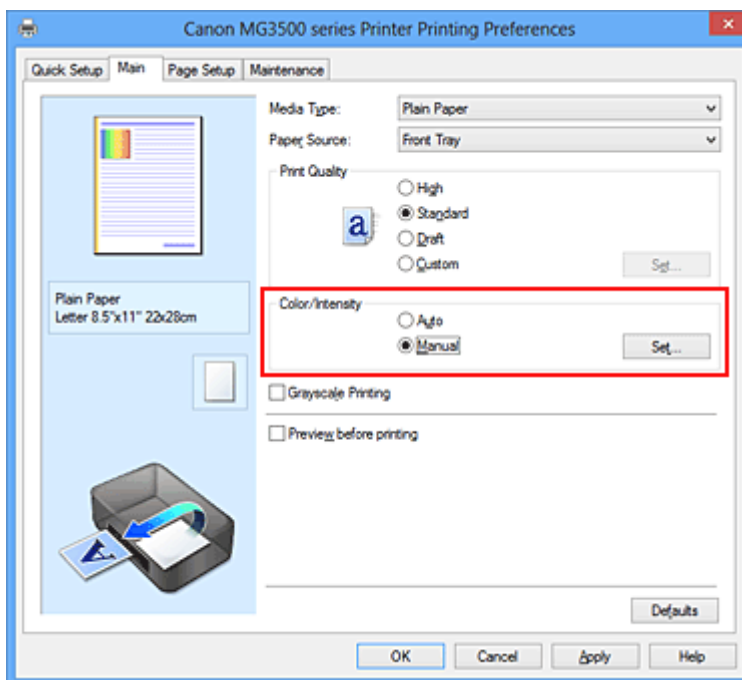 Canon MG3500 series Printer Printing Preferences
Quick Setup Main Page Setup Maintenance
Media Type: Plain Paper
Paper Source: Front Tray
Print Quality
High
Standard
Draft
Custom Set...
a
Plain Paper
Letter 8.5"x11" 22x28cm
Color/Intensity
Auto
Manual Set...
Grayscale Printing
Preview before printing
A
Defaults
OK Cancel Apply Help